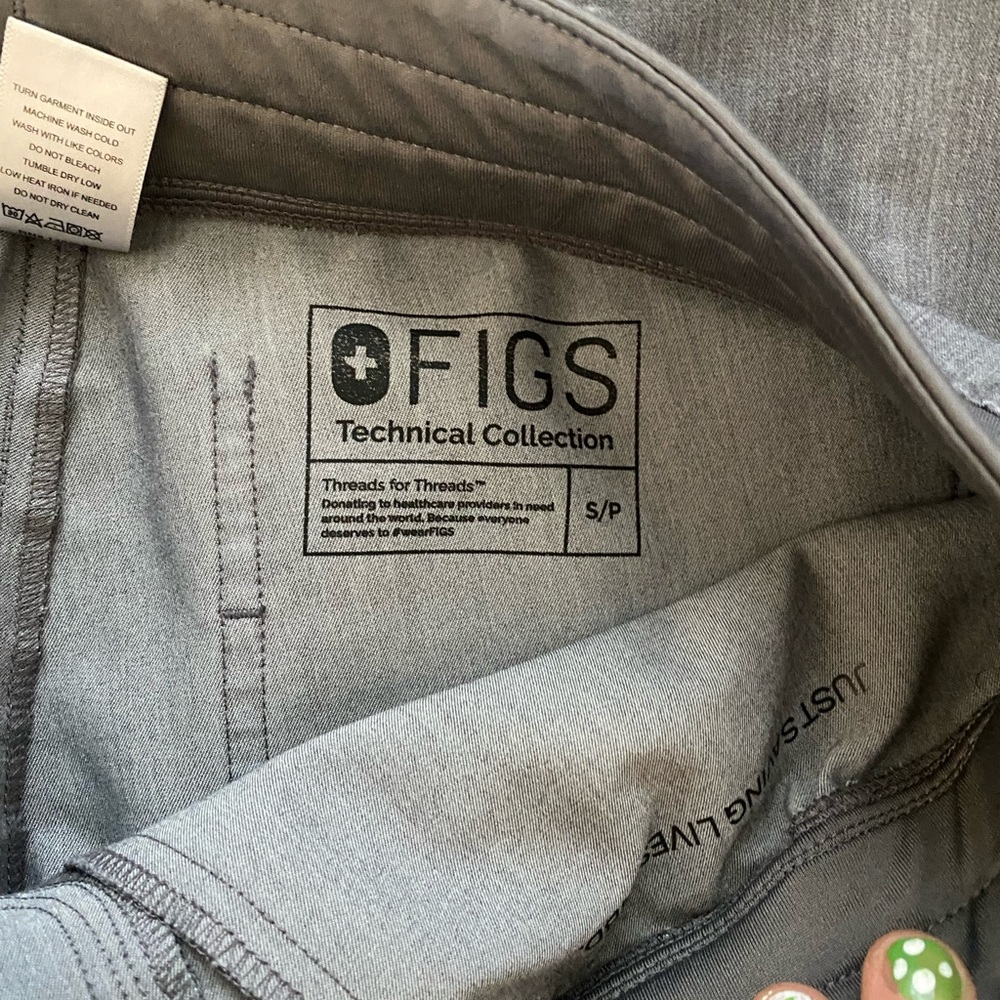 TURN GARMENT INSIDE OUT
MACHINE WASH COLD
WASH WITH LIKE COLORS
DO NOT BLEACH
TUMBLE DRY LOW
LOW HEAT IRON IF NEEDED
DO NOT DRY CLEAN
FIGS
Technical Collection
Threads for Threads™
Donating to healthcare providers in need
around the world. Because everyone
deserves to #wearFIGS
S/P
JUST SAVING LIVES